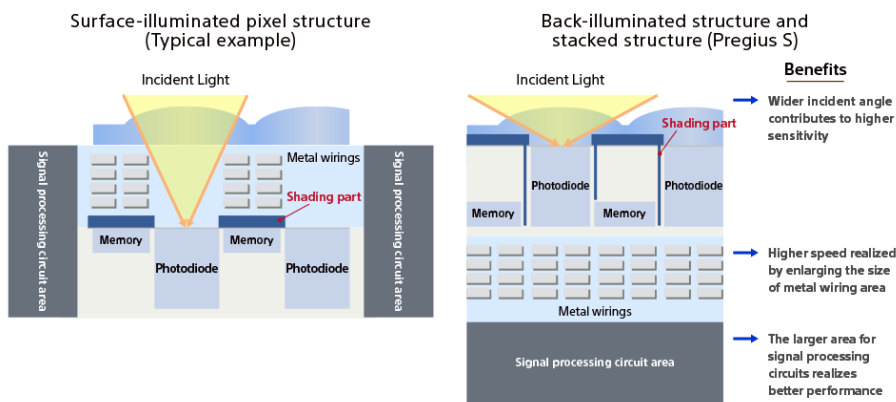 Surface-illuminated pixel structure
(Typical example)
Incident Light
Signal processing circuit area
Metal wirings
Shading part
Memory
Memory
Photodiode
Photodiode
Signal processing circuit area
Back-illuminated structure and
stacked structure (Pregius S)
Incident Light
Shading part
Photodiode
Photodiode
Memory
Memory
Metal wirings
Signal processing circuit area
Benefits
Wider incident angle
contributes to higher
sensitivity
Higher speed realized
by enlarging the size
of metal wiring area
The larger area for
signal processing
circuits realizes
better performance